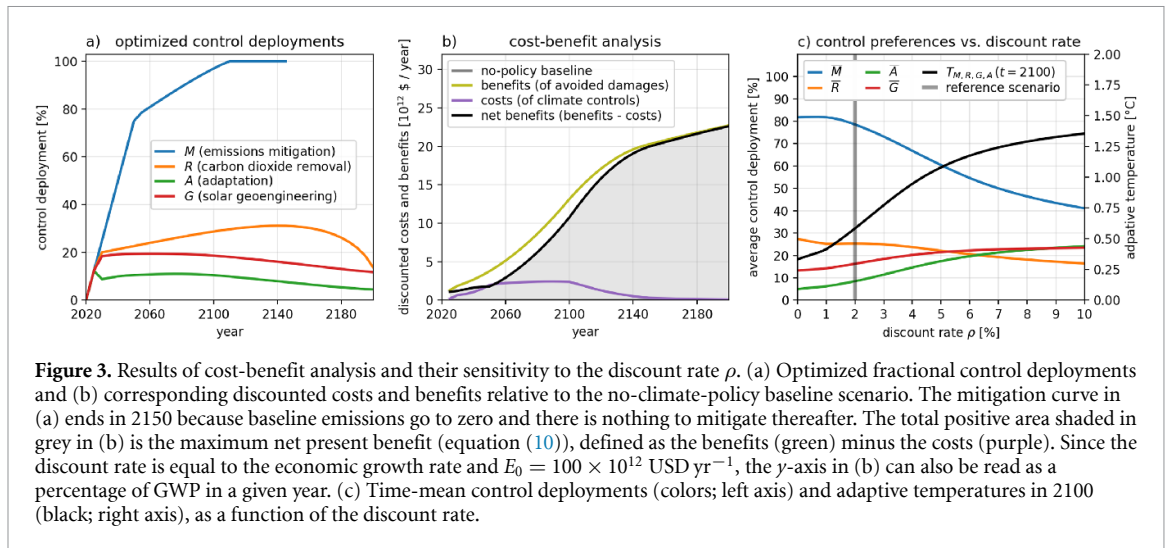 a) optimized control deployments
control deployment [%]
100
80
60
40
20
0
M (emissions mitigation)
R (carbon dioxide removal)
A (adaptation)
G (solar geoengineering)
2020 2060 2100 2140 2180
year
b) cost-benefit analysis
discounted costs and benefits [10¹² $ / year]
30
25
20
15
10
5
0
no-policy baseline
benefits (of avoided damages)
costs (of climate controls)
net benefits (benefits - costs)
2020 2060 2100 2140 2180
year
c) control preferences vs. discount rate
average control deployment [%]
100
90
80
70
60
50
40
30
20
10
0
M̅ A̅ T_{M,R,G,A}(t = 2100)
R̅ G̅ reference scenario
2.00
1.75
1.50
1.25
1.00
0.75
0.50
0.25
0.00
adpative temperature [°C]
0 1 2 3 4 5 6 7 8 9 10
discount rate ρ [%]
Figure 3. Results of cost-benefit analysis and their sensitivity to the discount rate ρ. (a) Optimized fractional control deployments
and (b) corresponding discounted costs and benefits relative to the no-climate-policy baseline scenario. The mitigation curve in
(a) ends in 2150 because baseline emissions go to zero and there is nothing to mitigate thereafter. The total positive area shaded in
grey in (b) is the maximum net present benefit (equation (10)), defined as the benefits (green) minus the costs (purple). Since the
discount rate is equal to the economic growth rate and E₀ = 100 × 10¹² USD yr⁻¹, the y-axis in (b) can also be read as a
percentage of GWP in a given year. (c) Time-mean control deployments (colors; left axis) and adaptive temperatures in 2100
(black; right axis), as a function of the discount rate.